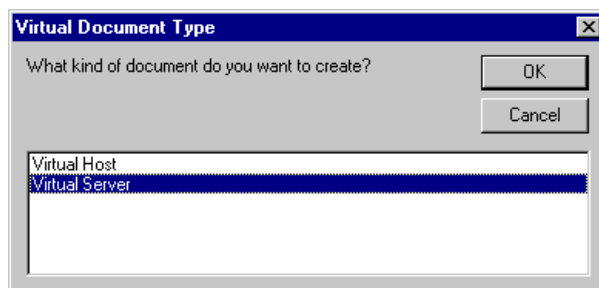 Virtual Document Type
What kind of document do you want to create?
OK
Cancel
Virtual Host
Virtual Server